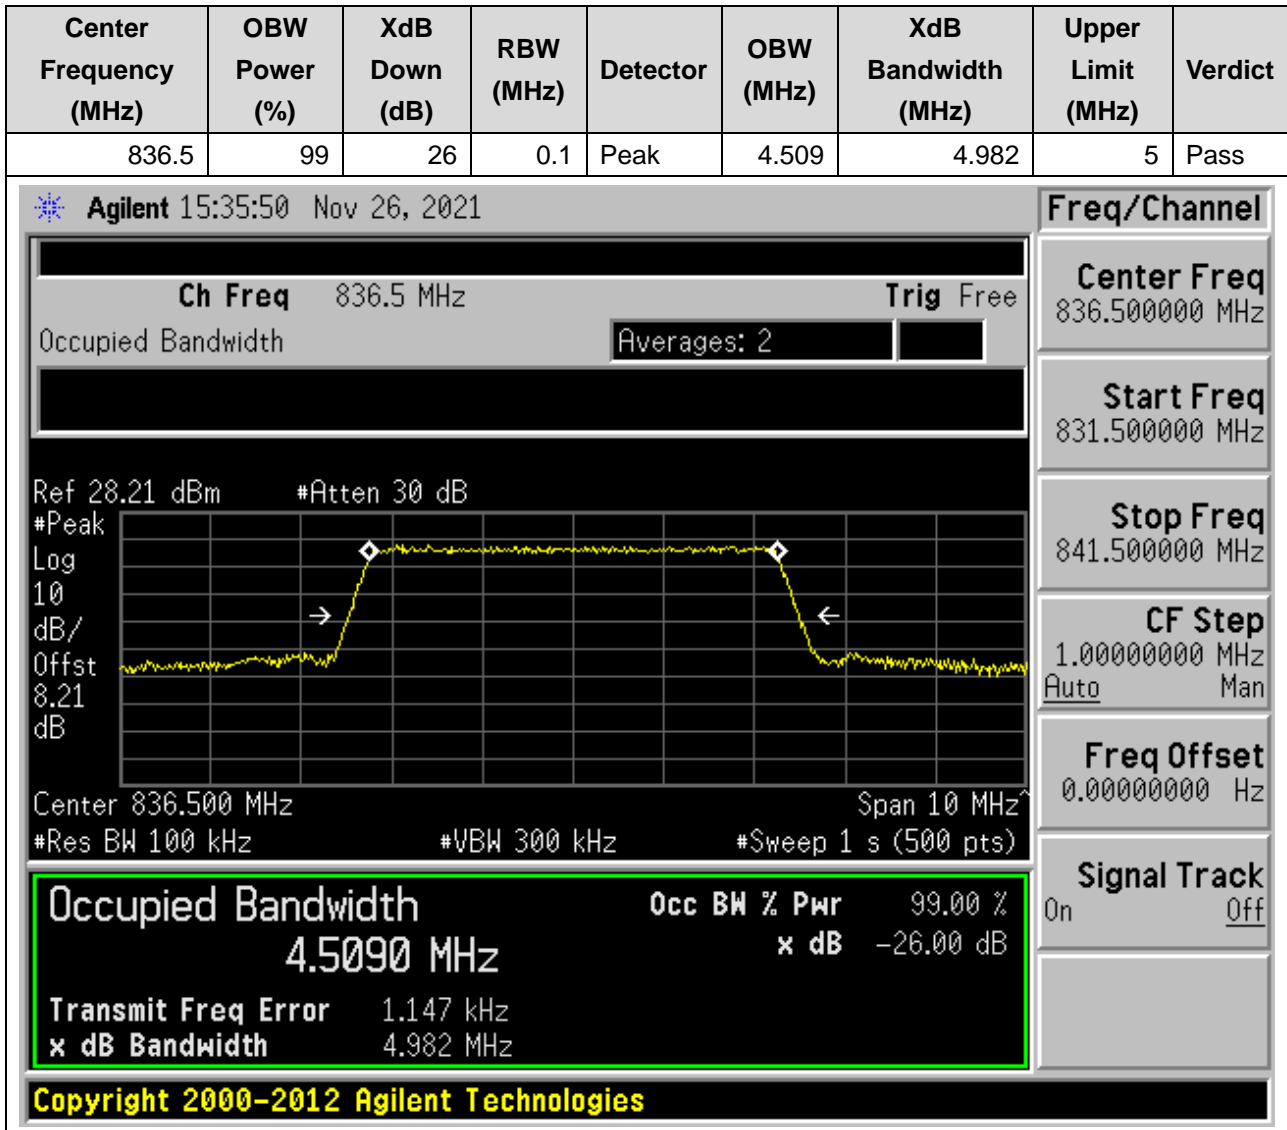 Center Frequency (MHz) OBW Power (%) XdB Down (dB) RBW (MHz) Detector OBW (MHz) XdB Bandwidth (MHz) Upper Limit (MHz) Verdict
836.5 99 26 0.1 Peak 4.509 4.982 5 Pass
Agilent 15:35:50 Nov 26, 2021
Freq/Channel
Ch Freq 836.5 MHz Trig Free
Occupied Bandwidth Averages: 2
Center Freq
836.500000 MHz
Start Freq
831.500000 MHz
Stop Freq
841.500000 MHz
CF Step
1.00000000 MHz
Auto Man
Freq Offset
0.00000000 Hz
Signal Track
On Off
Ref 28.21 dBm #Atten 30 dB
#Peak
Log
10
dB/
Offst
8.21
dB
Center 836.500 MHz Span 10 MHz^
#Res BW 100 kHz #VBW 300 kHz #Sweep 1 s (500 pts)
Occupied Bandwidth Occ BW % Pwr 99.00 %
4.5090 MHz x dB -26.00 dB
Transmit Freq Error 1.147 kHz
x dB Bandwidth 4.982 MHz
Copyright 2000-2012 Agilent Technologies